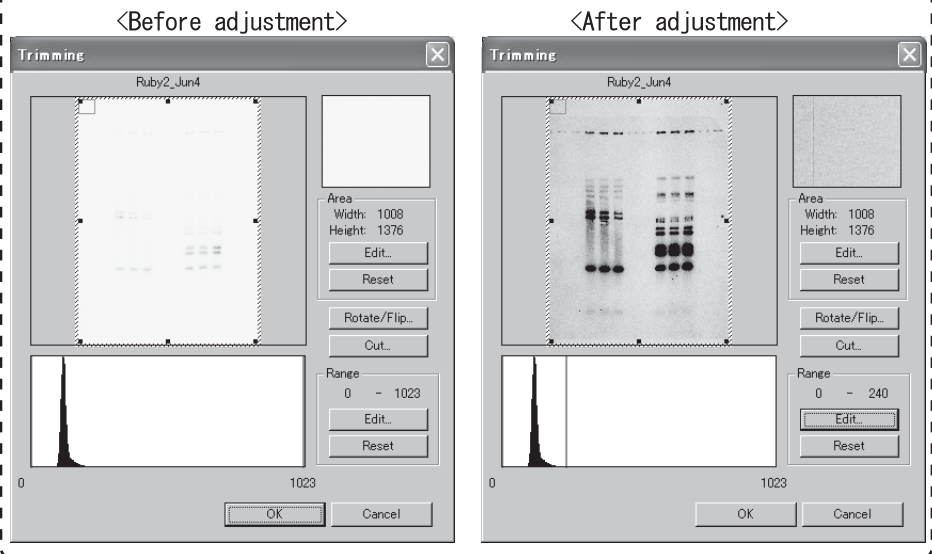 <Before adjustment>
Trimming
Ruby2_Jun4
Area
Width: 1008
Height: 1376
Edit...
Reset
Rotate/Flip...
Cut...
Range
0 - 1023
Edit...
Reset
0 1023
OK Cancel
<After adjustment>
Trimming
Ruby2_Jun4
Area
Width: 1008
Height: 1376
Edit...
Reset
Rotate/Flip...
Cut...
Range
0 - 240
Edit...
Reset
0 1023
OK Cancel